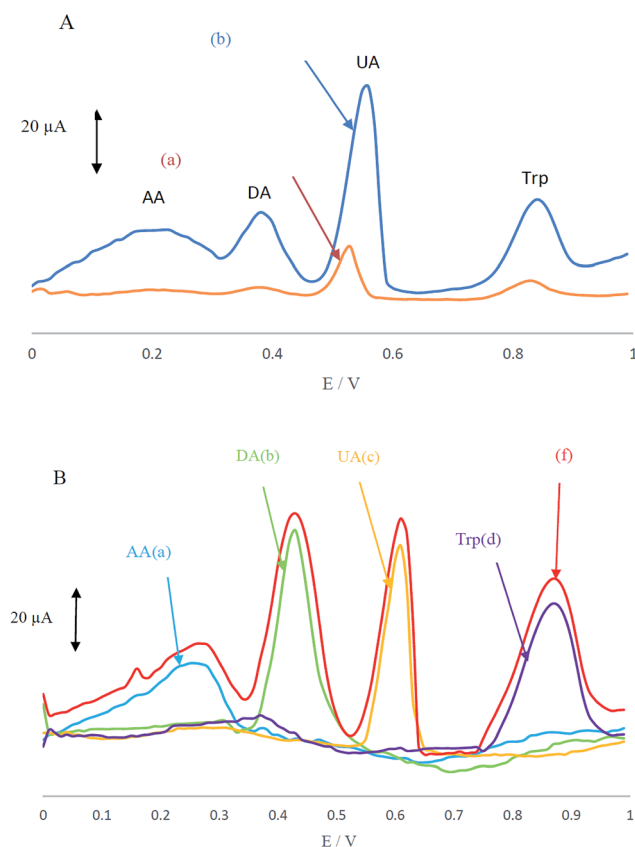 A
(b)
UA
20 µA
(a)
AA
DA
Trp
0 0.2 0.4 0.6 0.8 1
E / V
B
DA(b)
UA(c)
(f)
AA(a)
Trp(d)
20 µA
0 0.1 0.2 0.3 0.4 0.5 0.6 0.7 0.8 0.9 1
E / V